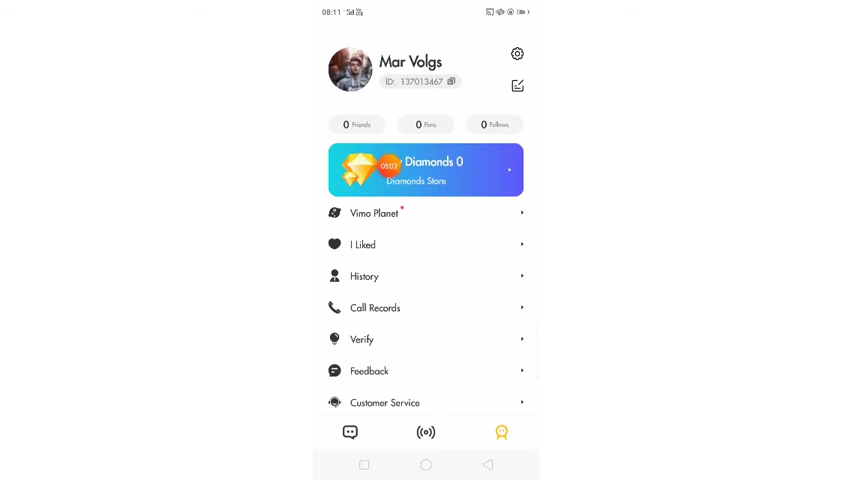 08:11
Mar Volgs
ID: 137013467
0 Friends 0 Fans 0 Follows
05:03
Diamonds 0
Diamonds Store
Vimo Planet
I Liked
History
Call Records
Verify
Feedback
Customer Service